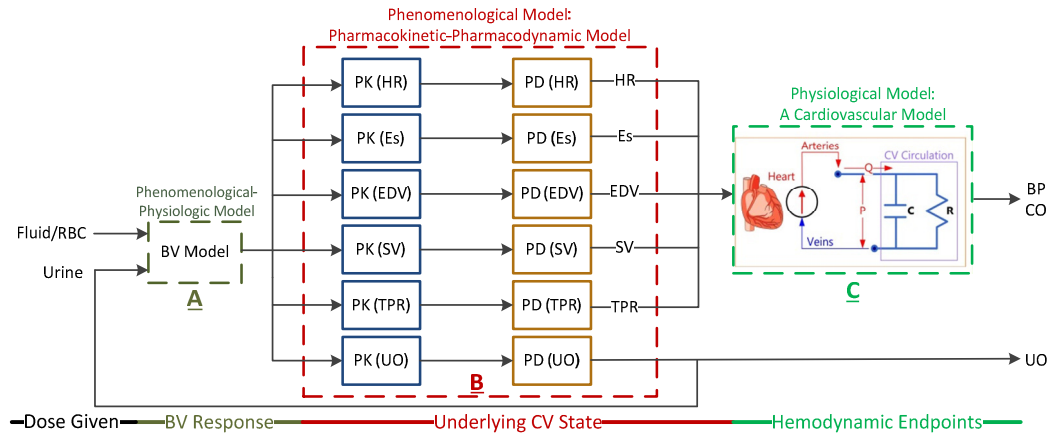 Phenomenological Model:
Pharmacokinetic-Pharmacodynamic Model
PK (HR)
PD (HR)
HR
PK (Es)
PD (Es)
Es
PK (EDV)
PD (EDV)
EDV
PK (SV)
PD (SV)
SV
PK (TPR)
PD (TPR)
TPR
PK (UO)
PD (UO)
B
Phenomenological-
Physiologic Model
Fluid/RBC
Urine
BV Model
A
Physiological Model:
A Cardiovascular Model
Arteries
Heart
Q
CV Circulation
P
C
R
Veins
C
BP
CO
UO
Dose Given
BV Response
Underlying CV State
Hemodynamic Endpoints